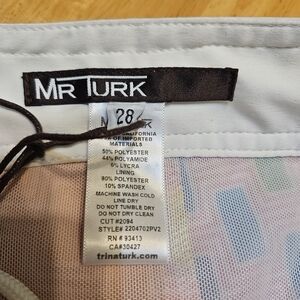 MR TURK
28
CALIFORNIA
OF IMPORTED
MATERIALS
50% POLYESTER
44% POLYAMIDE
6% LYCRA
LINING
90% POLYESTER
10% SPANDEX
MACHINE WASH COLD
LINE DRY
DO NOT TUMBLE DRY
DO NOT DRY CLEAN
CUT #2094
STYLE# 2204702PV2
RN # 93413
CA#30427
trinaturk.com